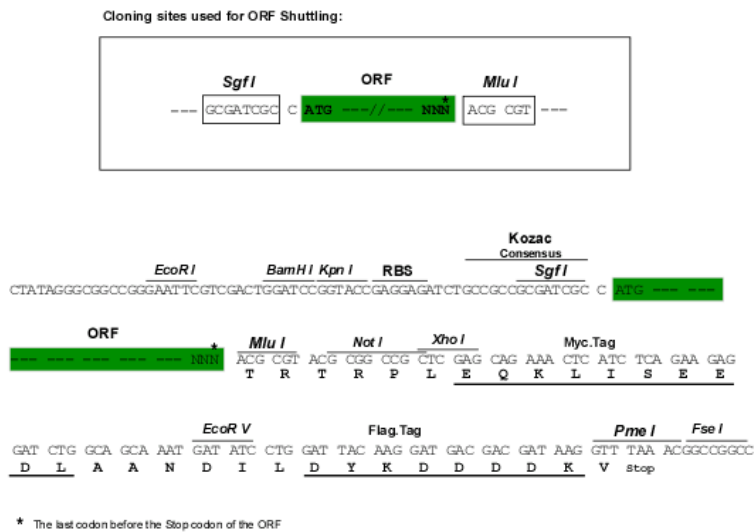 Cloning sites used for ORF Shuttling:
Sgf I ORF Mlu I
--- GCGATCGC C ATG ---//--- NNN* ACG CGT ---
Kozac
Consensus
EcoR I BamH I Kpn I RBS Sgf I
CTATAGGGCGGCCGGGAATTCGTCGACTGGATCCGGTACCGAGGAGATCTGCCGCCGCGATCGC C ATG --- ---
ORF
Mlu I Not I Xho I Myc.Tag
--- --- --- --- --- NNN* ACG CGT ACG CGG CCG CTC GAG CAG AAA CTC ATC TCA GAA GAG
T R T R P L E Q K L I S E E
EcoR V Flag.Tag Pme I Fse I
GAT CTG GCA GCA AAT GAT ATC CTG GAT TAC AAG GAT GAC GAC GAT AAG GTT TAA ACGGCCGGCC
D L A A N D I L D Y K D D D D K V Stop
* The last codon before the Stop codon of the ORF